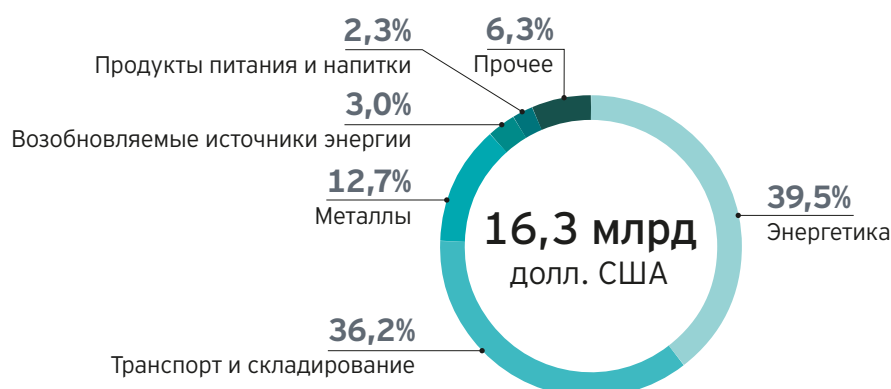 2,3%
Продукты питания и напитки
6,3%
Прочее
3,0%
Возобновляемые источники энергии
12,7%
Металлы
39,5%
Энергетика
16,3 млрд
долл. США
36,2%
Транспорт и складирование